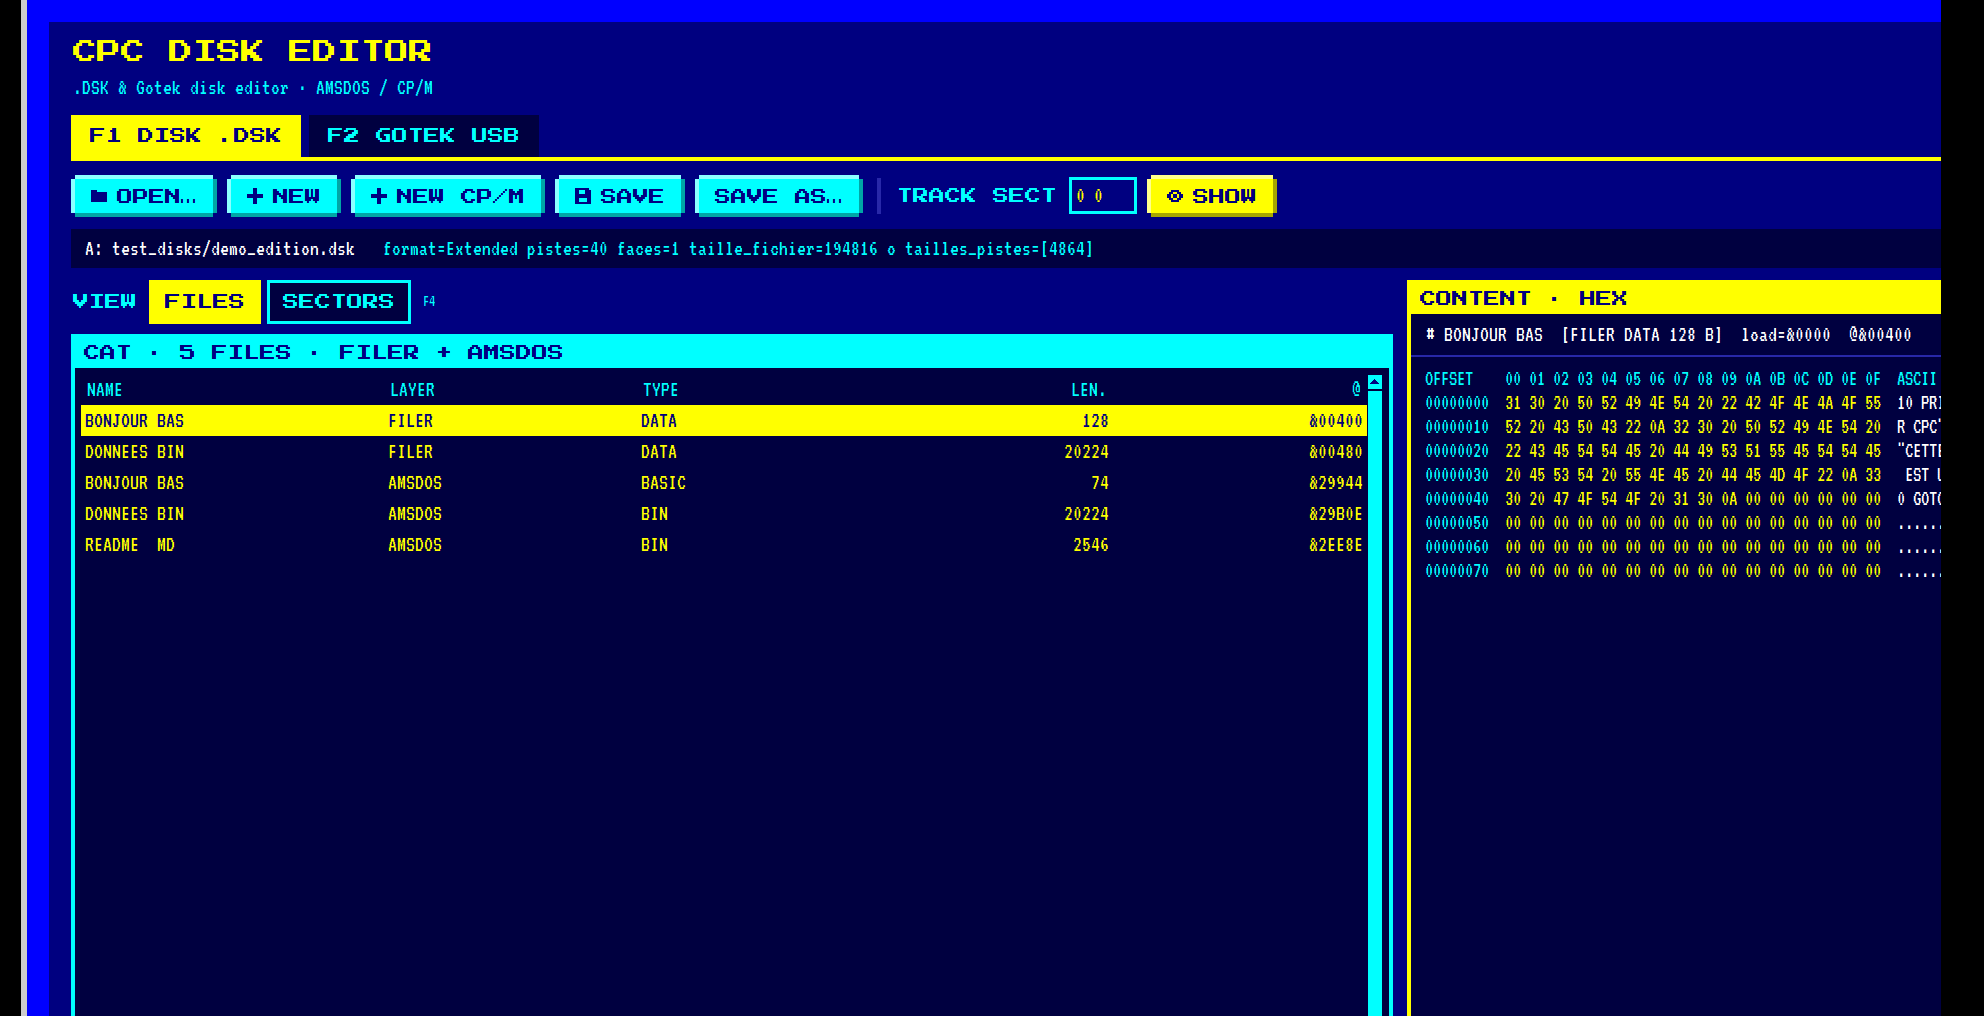 CPC DISK EDITOR
.DSK & Gotek disk editor · AMSDOS / CP/M
F1 DISK .DSK F2 GOTEK USB
OPEN… NEW NEW CP/M SAVE SAVE AS… TRACK SECT 0 0 SHOW
A: test_disks/demo_edition.dsk format=Extended pistes=40 faces=1 taille_fichier=194816 o tailles_pistes=[4864]
VIEW FILES SECTORS F4
CAT · 5 FILES · FILER + AMSDOS
NAME LAYER TYPE LEN. @
BONJOUR BAS FILER DATA 128 &00400
DONNEES BIN FILER DATA 20224 &00480
BONJOUR BAS AMSDOS BASIC 74 &29944
DONNEES BIN AMSDOS BIN 20224 &29B0E
README MD AMSDOS BIN 2546 &2EE8E
CONTENT · HEX
# BONJOUR BAS [FILER DATA 128 B] load=&0000 @&00400
OFFSET 00 01 02 03 04 05 06 07 08 09 0A 0B 0C 0D 0E 0F ASCII
00000000 31 30 20 50 52 49 4E 54 20 22 42 4F 4E 4A 4F 55 10 PRI
00000010 52 20 43 50 43 22 0A 32 30 20 50 52 49 4E 54 20 R CPC"
00000020 22 43 45 54 54 45 20 44 49 53 51 55 45 54 54 45 "CETTE
00000030 20 45 53 54 20 55 4E 45 20 44 45 4D 4F 22 0A 33 EST U
00000040 30 20 47 4F 54 4F 20 31 30 0A 00 00 00 00 00 00 0 GOTO
00000050 00 00 00 00 00 00 00 00 00 00 00 00 00 00 00 00 ......
00000060 00 00 00 00 00 00 00 00 00 00 00 00 00 00 00 00 ......
00000070 00 00 00 00 00 00 00 00 00 00 00 00 00 00 00 00 ......